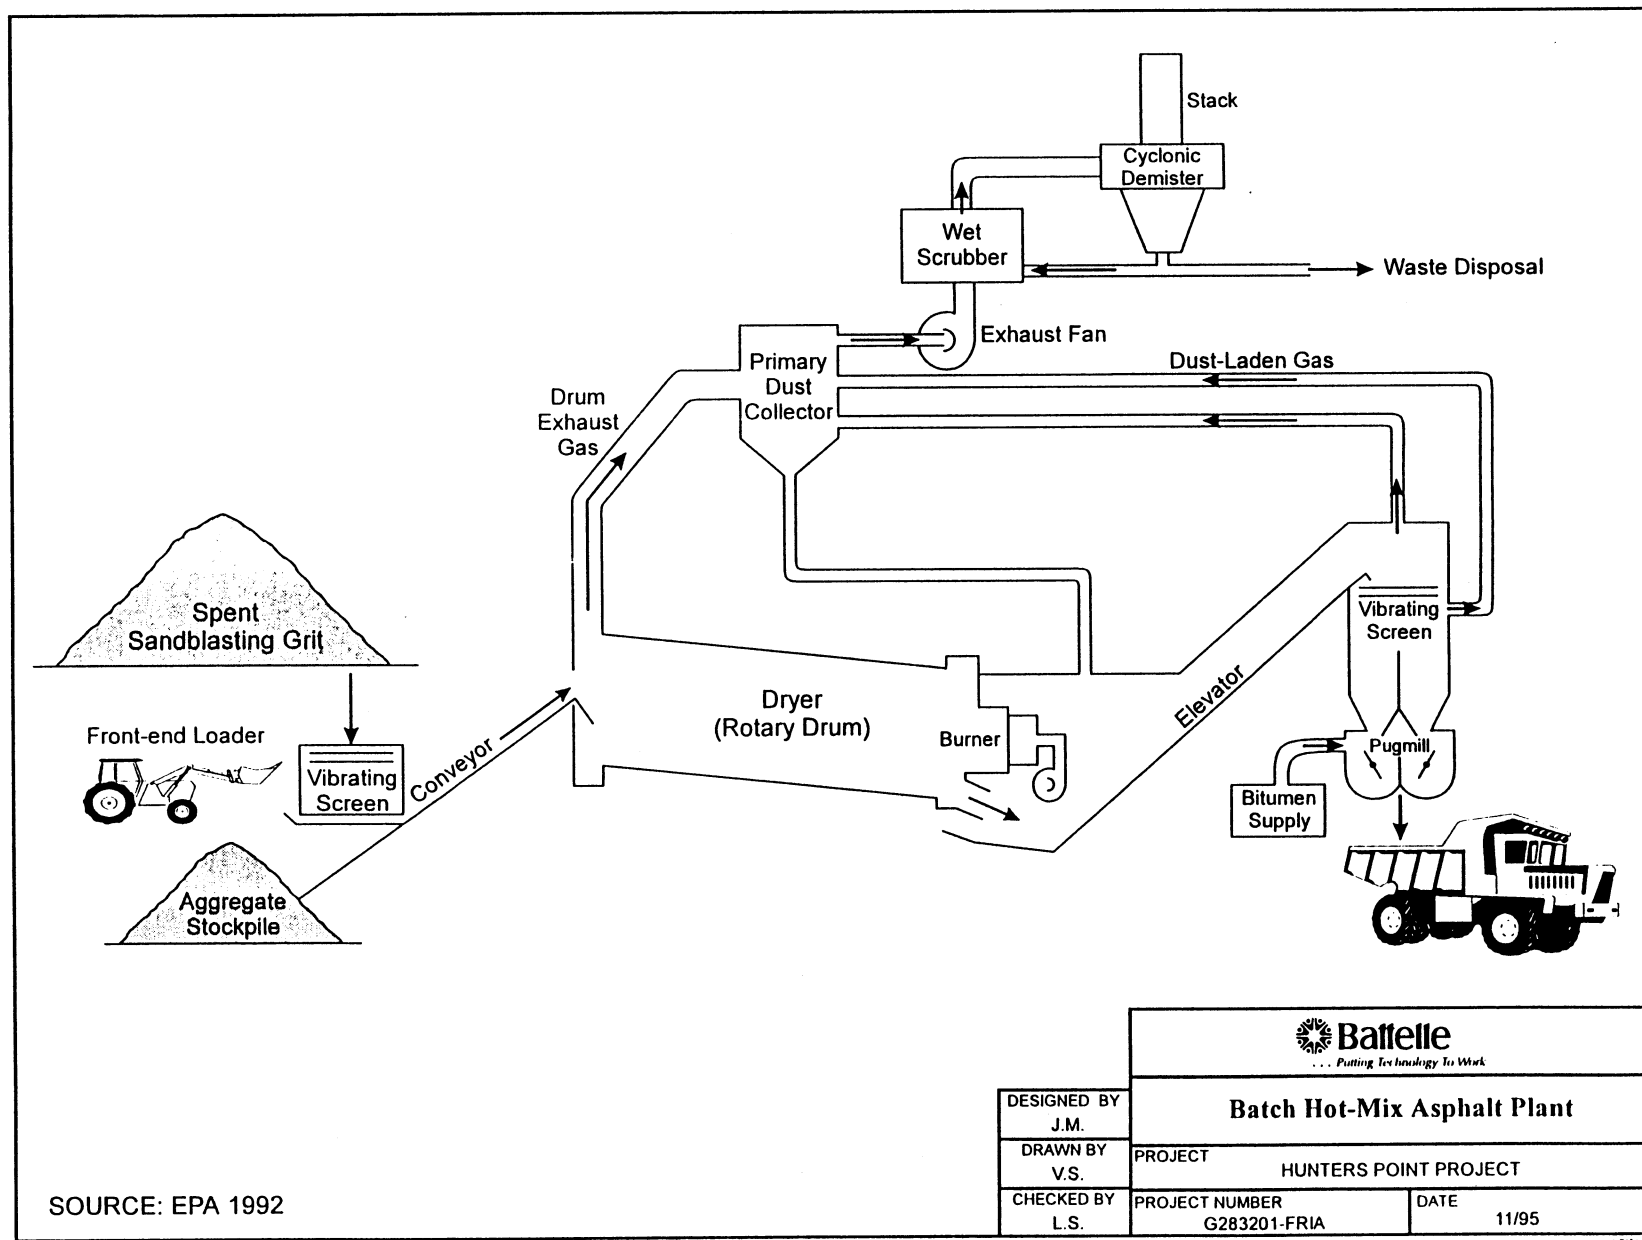 Stack
Cyclonic
Demister
Wet
Scrubber
Waste Disposal
Exhaust Fan
Dust-Laden Gas
Primary
Dust
Collector
Drum
Exhaust
Gas
Spent
Sandblasting Grit
Vibrating
Screen
Elevator
Dryer
(Rotary Drum)
Burner
Front-end Loader
Vibrating
Screen
Conveyor
Pugmill
Bitumen
Supply
Aggregate
Stockpile
Battelle
. . . Putting Technology To Work
DESIGNED BY
J.M.
Batch Hot-Mix Asphalt Plant
DRAWN BY
V.S.
PROJECT
HUNTERS POINT PROJECT
CHECKED BY
L.S.
PROJECT NUMBER
G283201-FRIA
DATE
11/95
SOURCE: EPA 1992